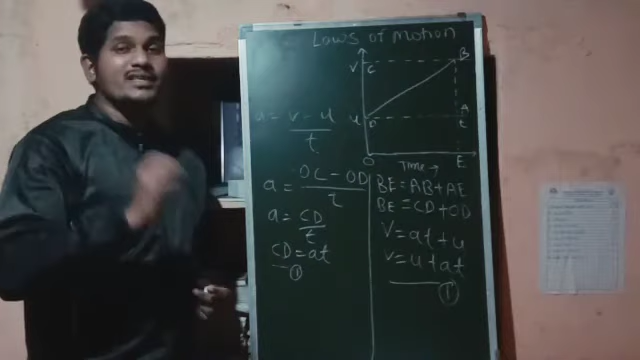 Laws of Motion
V C B
u D A
t
O Time → E
a = v - u / t
a = OC - OD / t
a = CD / t
CD = at
①
BE = AB + AE
BE = CD + OD
V = at + u
V = u + at
①